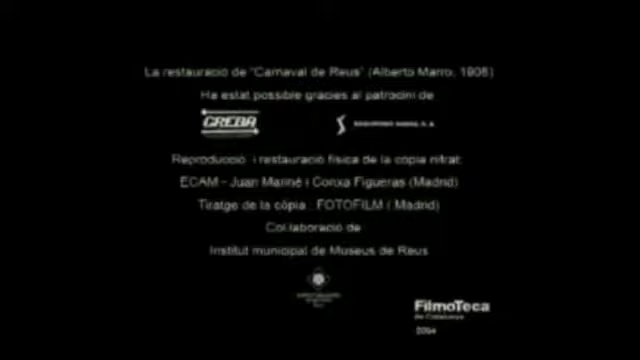 La restauració de "Carnaval de Reus" (Alberto Marro, 1908)
Ha estat possible gràcies al patrocini de
GREBA
Reproducció i restauració física de la còpia nitrat:
ECAM - Juan Mariné i Conxa Figueras (Madrid)
Tiratge de la còpia : FOTOFILM ( Madrid)
Col·laboració de
Institut municipal de Museus de Reus
FilmoTeca
de Catalunya
2004